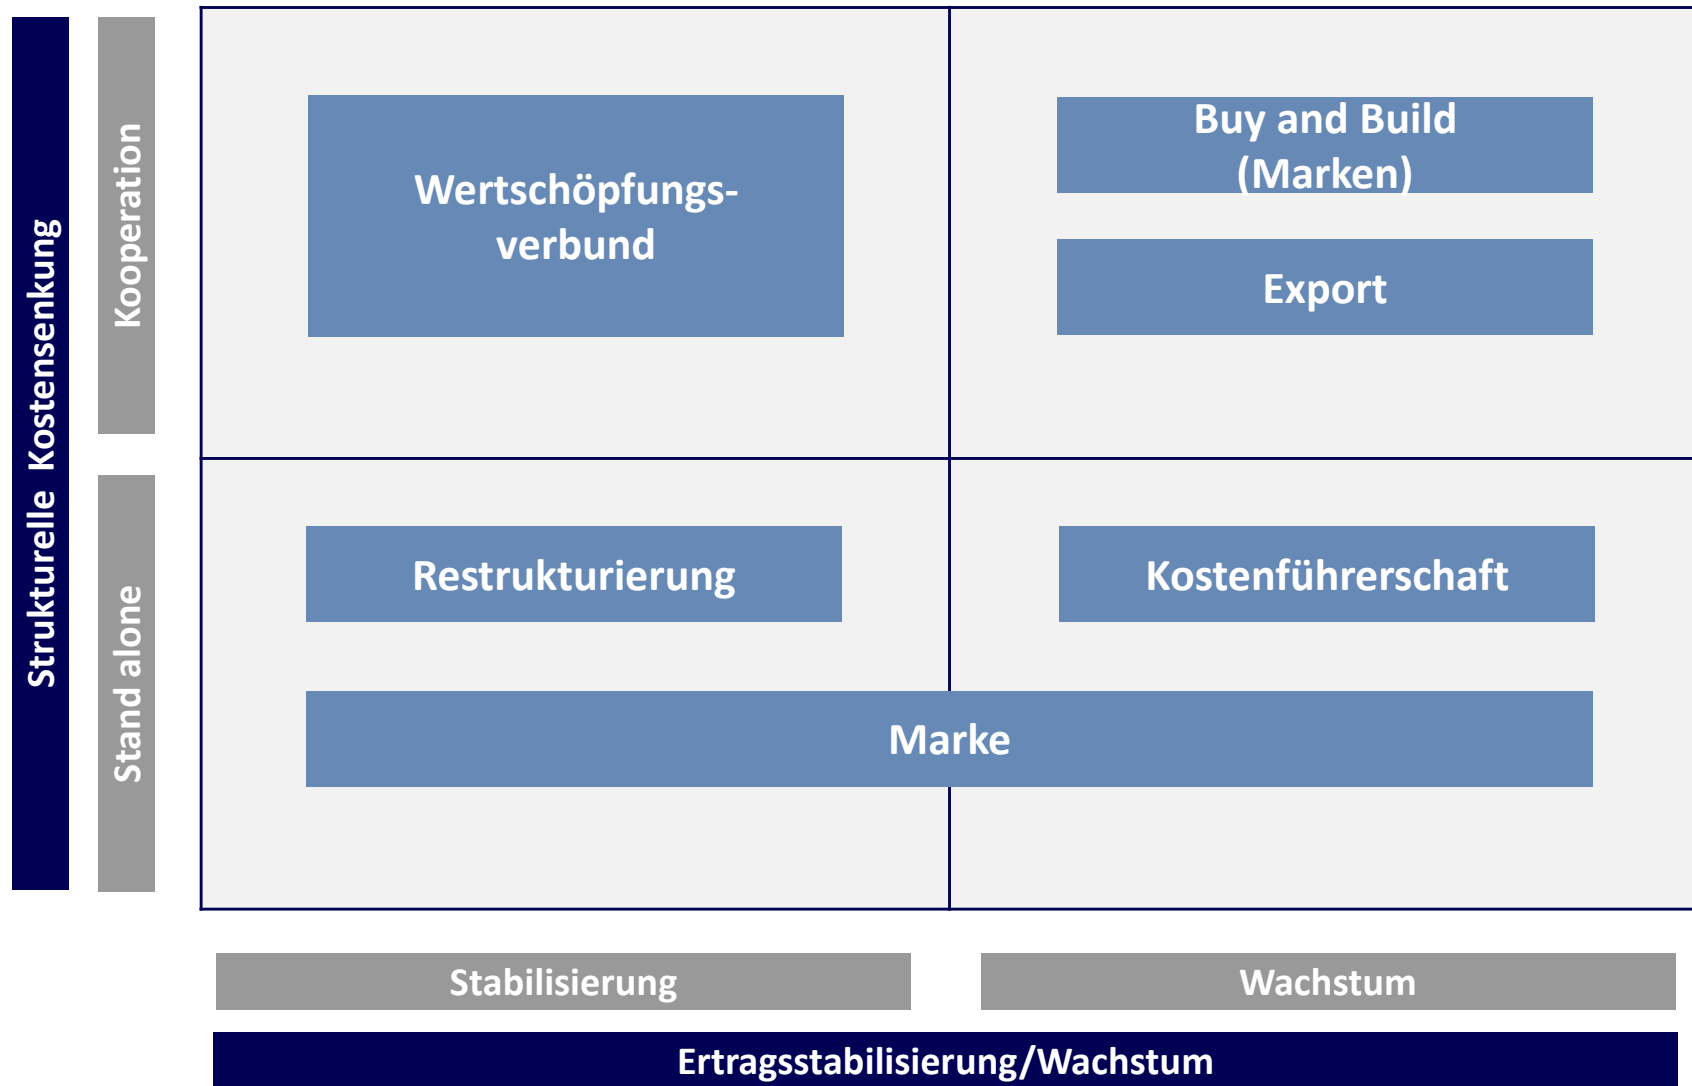 Strukturelle Kostensenkung
Kooperation
Stand alone
Wertschöpfungs-
verbund
Buy and Build
(Marken)
Export
Restrukturierung
Kostenführerschaft
Marke
Stabilisierung
Wachstum
Ertragsstabilisierung/Wachstum